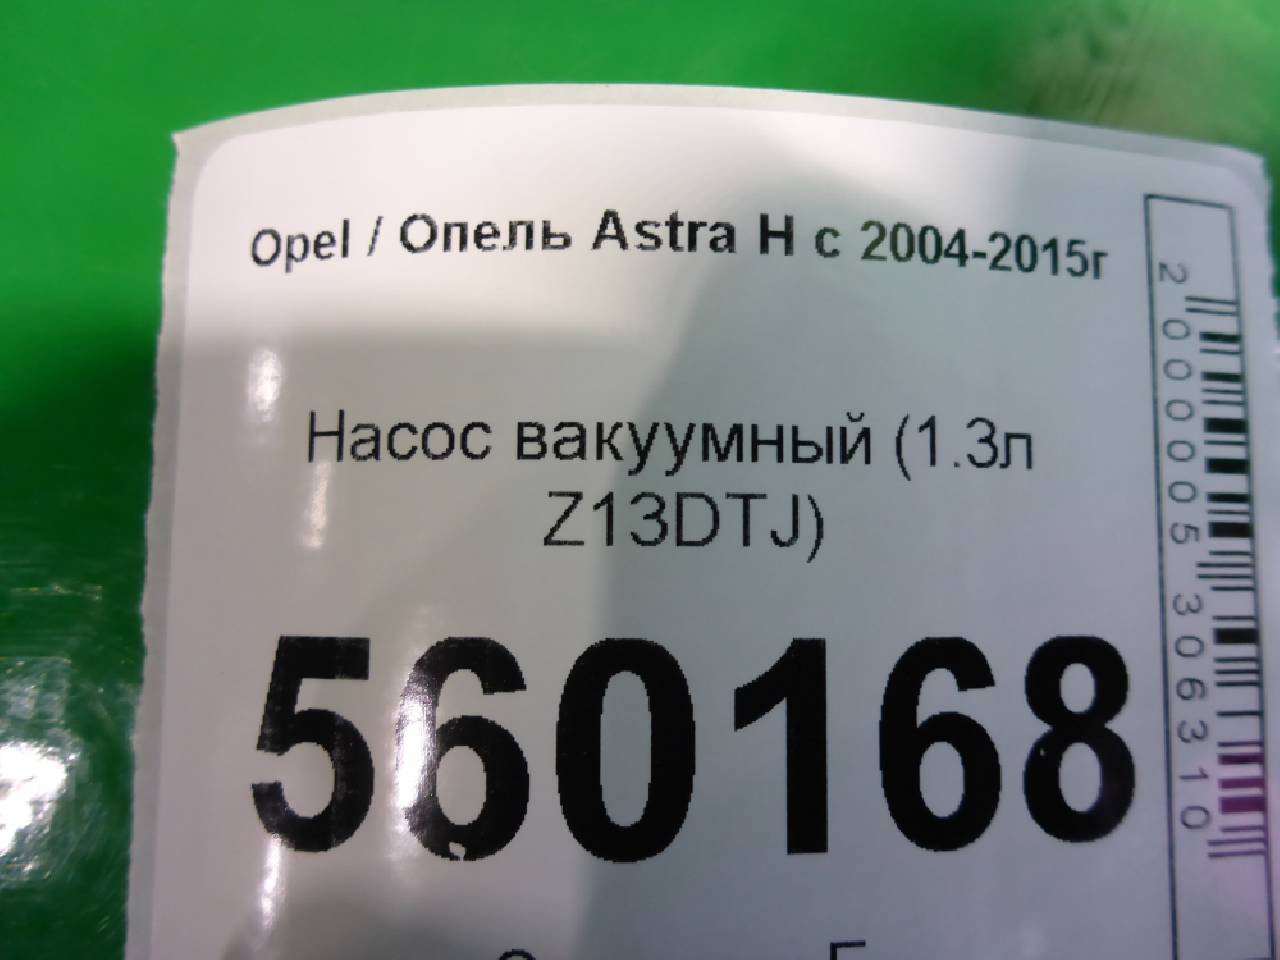 Opel / Опель Astra H с 2004-2015г
Насос вакуумный (1.3л
Z13DTJ)
560168
2000005306310